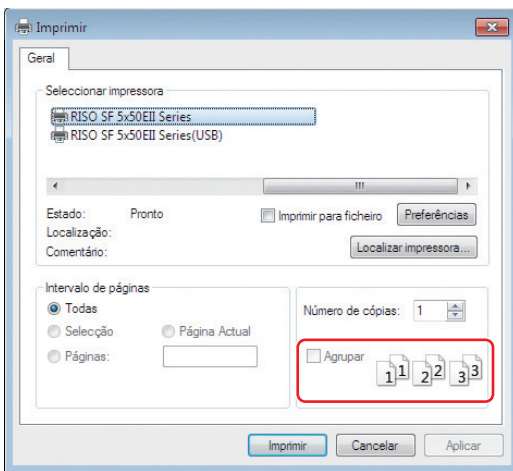 Imprimir
Geral
Seleccionar impressora
RISO SF 5x50EII Series
RISO SF 5x50EII Series(USB)
Estado: Pronto
Imprimir para ficheiro
Preferências
Localização:
Comentário:
Localizar impressora...
Intervalo de páginas
Todas
Selecção
Página Actual
Páginas:
Número de cópias: 1
Agrupar
1 1 2 2 3 3
Imprimir
Cancelar
Aplicar